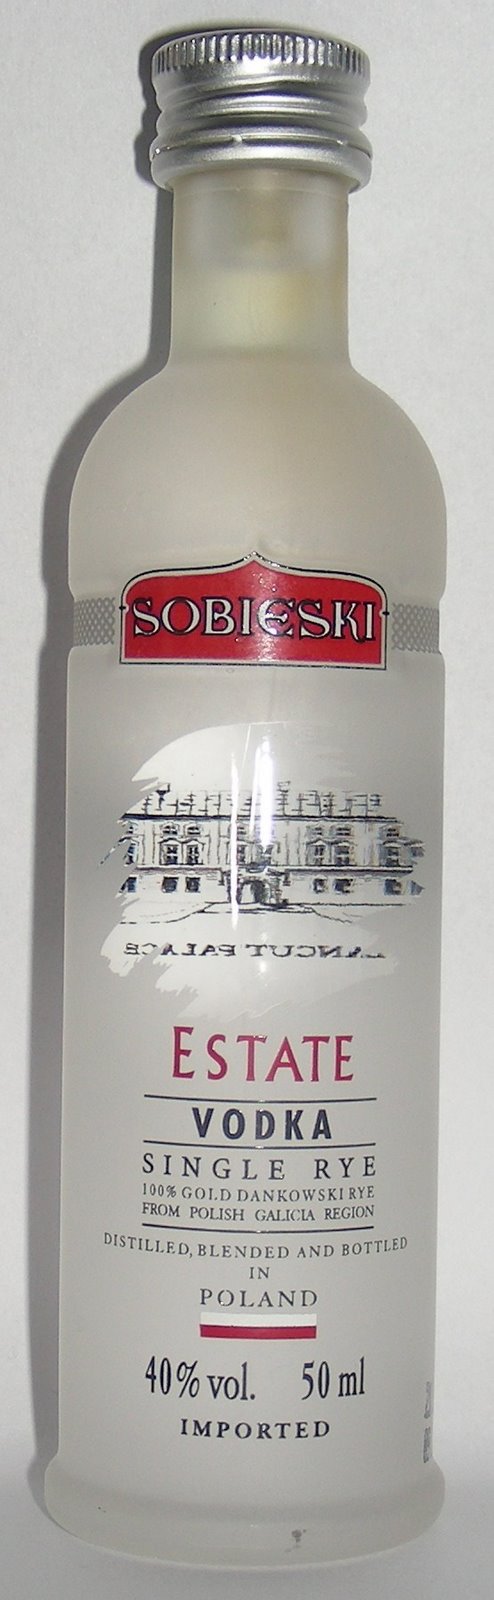 SOBIESKI
LANCUT PALACE
ESTATE
VODKA
SINGLE RYE
100% GOLD DANKOWSKI RYE
FROM POLISH GALICIA REGION
DISTILLED, BLENDED AND BOTTLED
IN
POLAND
40% vol. 50 ml
IMPORTED